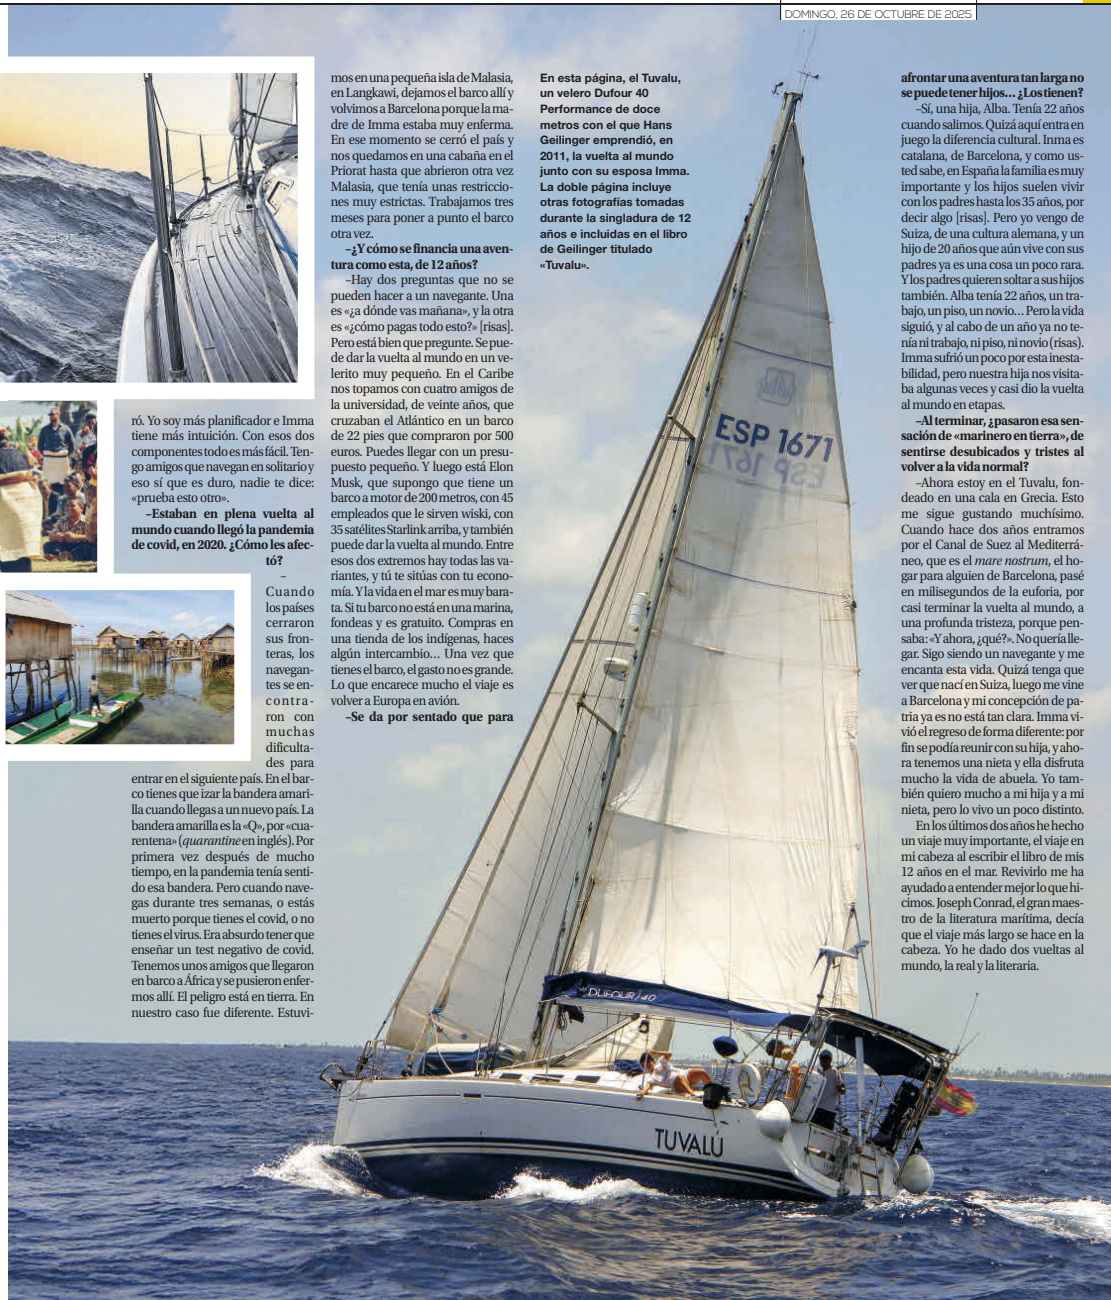 DOMINGO, 26 DE OCTUBRE DE 2025
ró. Yo soy más planificador e Imma
tiene más intuición. Con esos dos
componentes todo es más fácil. Ten-
go amigos que navegan en solitario y
eso sí que es duro, nadie te dice:
«prueba esto otro».
–Estaban en plena vuelta al
mundo cuando llegó la pandemia
de covid, en 2020. ¿Cómo les afec-
tó?
–
Cuando
los países
cerraron
sus fron-
teras, los
navegan-
tes se en-
contra-
ron con
muchas
dificulta-
des para
entrar en el siguiente país. En el bar-
co tienes que izar la bandera amari-
lla cuando llegas a un nuevo país. La
bandera amarilla es la «Q», por «cua-
rentena» (quarantine en inglés). Por
primera vez después de mucho
tiempo, en la pandemia tenía senti-
do esa bandera. Pero cuando nave-
gas durante tres semanas, o estás
muerto porque tienes el covid, o no
tienes el virus. Era absurdo tener que
enseñar un test negativo de covid.
Tenemos unos amigos que llegaron
en barco a África y se pusieron enfer-
mos allí. El peligro está en tierra. En
nuestro caso fue diferente. Estuvi-
mos en una pequeña isla de Malasia,
en Langkawi, dejamos el barco allí y
volvimos a Barcelona porque la ma-
dre de Imma estaba muy enferma.
En ese momento se cerró el país y
nos quedamos en una cabaña en el
Priorat hasta que abrieron otra vez
Malasia, que tenía unas restriccio-
nes muy estrictas. Trabajamos tres
meses para poner a punto el barco
otra vez.
–¿Y cómo se financia una aven-
tura como esta, de 12 años?
–Hay dos preguntas que no se
pueden hacer a un navegante. Una
es «¿a dónde vas mañana», y la otra
es «¿cómo pagas todo esto?» [risas].
Pero está bien que pregunte. Se pue-
de dar la vuelta al mundo en un ve-
lerito muy pequeño. En el Caribe
nos topamos con cuatro amigos de
la universidad, de veinte años, que
cruzaban el Atlántico en un barco
de 22 pies que compraron por 500
euros. Puedes llegar con un presu-
puesto pequeño. Y luego está Elon
Musk, que supongo que tiene un
barco a motor de 200 metros, con 45
empleados que le sirven wiski, con
35 satélites Starlink arriba, y también
puede dar la vuelta al mundo. Entre
esos dos extremos hay todas las va-
riantes, y tú te sitúas con tu econo-
mía. Y la vida en el mar es muy bara-
ta. Si tu barco no está en una marina,
fondeas y es gratuito. Compras en
una tienda de los indígenas, haces
algún intercambio… Una vez que
tienes el barco, el gasto no es grande.
Lo que encarece mucho el viaje es
volver a Europa en avión.
–Se da por sentado que para
En esta página, el Tuvalu,
un velero Dufour 40
Performance de doce
metros con el que Hans
Geilinger emprendió, en
2011, la vuelta al mundo
junto con su esposa Imma.
La doble página incluye
otras fotografías tomadas
durante la singladura de 12
años e incluidas en el libro
de Geilinger titulado
«Tuvalu».
afrontar una aventura tan larga no
se puede tener hijos… ¿Los tienen?
–Sí, una hija, Alba. Tenía 22 años
cuando salimos. Quizá aquí entra en
juego la diferencia cultural. Inma es
catalana, de Barcelona, y como us-
ted sabe, en España la familia es muy
importante y los hijos suelen vivir
con los padres hasta los 35 años, por
decir algo [risas]. Pero yo vengo de
Suiza, de una cultura alemana, y un
hijo de 20 años que aún vive con sus
padres ya es una cosa un poco rara.
Y los padres quieren soltar a sus hijos
también. Alba tenía 22 años, un tra-
bajo, un piso, un novio… Pero la vida
siguió, y al cabo de un año ya no te-
nía ni trabajo, ni piso, ni novio (risas).
Imma sufrió un poco por esta inesta-
bilidad, pero nuestra hija nos visita-
ba algunas veces y casi dio la vuelta
al mundo en etapas.
–Al terminar, ¿pasaron esa sen-
sación de «marinero en tierra», de
sentirse desubicados y tristes al
volver a la vida normal?
–Ahora estoy en el Tuvalu, fon-
deado en una cala en Grecia. Esto
me sigue gustando muchísimo.
Cuando hace dos años entramos
por el Canal de Suez al Mediterrá-
neo, que es el mare nostrum, el ho-
gar para alguien de Barcelona, pasé
en milisegundos de la euforia, por
casi terminar la vuelta al mundo, a
una profunda tristeza, porque pen-
saba: «Y ahora, ¿qué?». No quería lle-
gar. Sigo siendo un navegante y me
encanta esta vida. Quizá tenga que
ver que nací en Suiza, luego me vine
a Barcelona y mi concepción de pa-
tria ya es no está tan clara. Imma vi-
vió el regreso de forma diferente: por
fin se podía reunir con su hija, y aho-
ra tenemos una nieta y ella disfruta
mucho la vida de abuela. Yo tam-
bién quiero mucho a mi hija y a mi
nieta, pero lo vivo un poco distinto.
En los últimos dos años he hecho
un viaje muy importante, el viaje en
mi cabeza al escribir el libro de mis
12 años en el mar. Revivirlo me ha
ayudado a entender mejor lo que hi-
cimos. Joseph Conrad, el gran maes-
tro de la literatura marítima, decía
que el viaje más largo se hace en la
cabeza. Yo he dado dos vueltas al
mundo, la real y la literaria.
ESP 1671
ESP 1671
DUFOUR 40
TUVALÚ